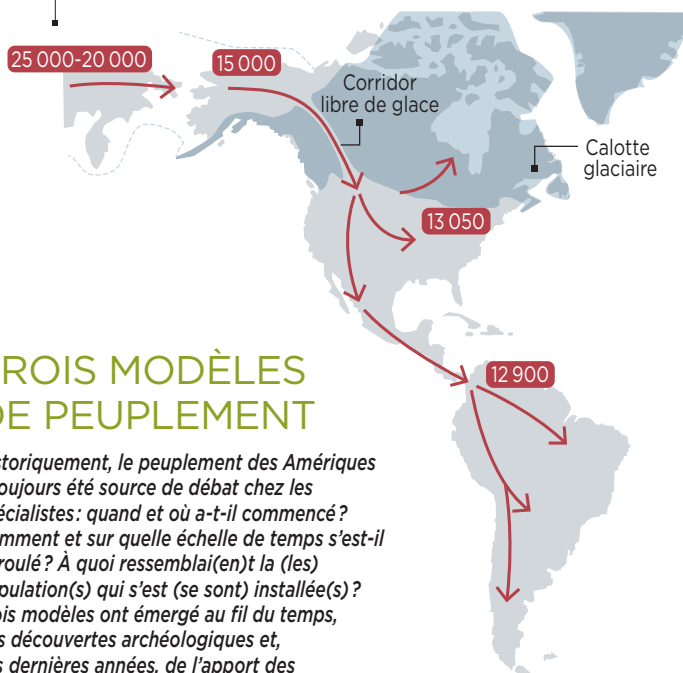 25 000-20 000
15 000
Corridor
libre de glace
Calotte
glaciaire
13 050
12 900
ROIS MODÈLES
DE PEUPLEMENT
storiquement, le peuplement des Amériques
oujours été source de débat chez les
écialistes : quand et où a-t-il commencé ?
mment et sur quelle échelle de temps s'est-il
roulé ? À quoi ressemblai(en)t la (les)
pulation(s) qui s'est (se sont) installée(s) ?
ois modèles ont émergé au fil du temps,
s découvertes archéologiques et,
s dernières années, de l'apport des